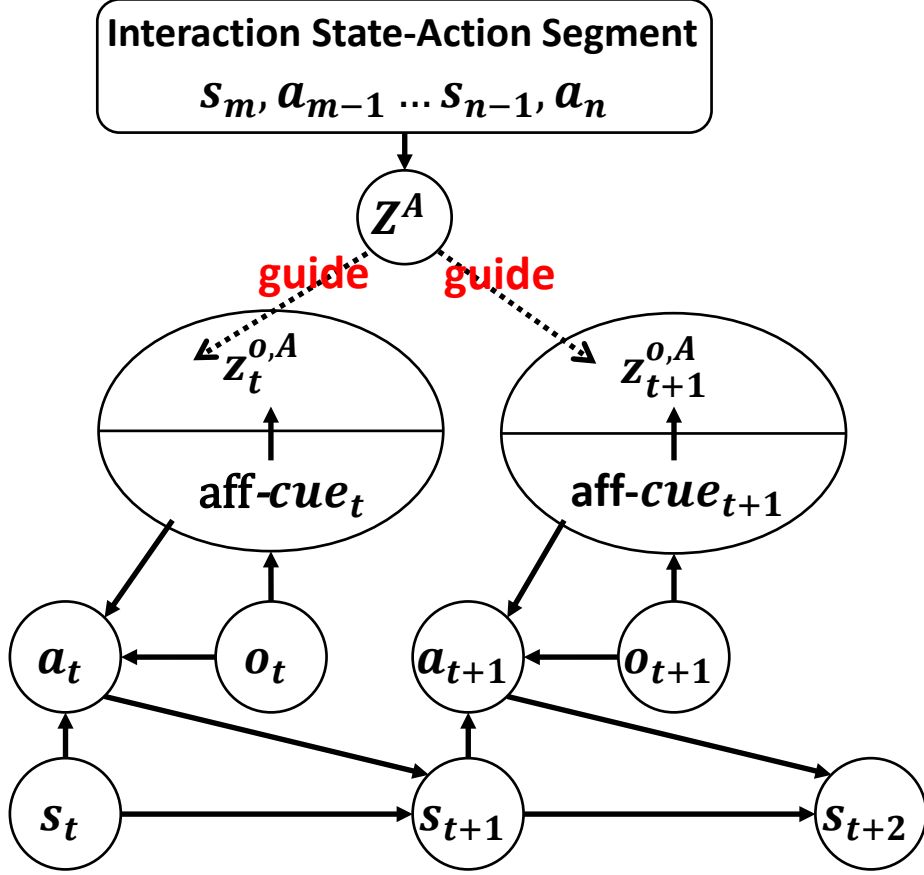 Interaction State-Action Segment
s_m, a_{m−1} … s_{n−1}, a_n
Z^A
guide guide
z_t^{o,A} z_{t+1}^{o,A}
aff-cue_t aff-cue_{t+1}
a_t o_t a_{t+1} o_{t+1}
s_t s_{t+1} s_{t+2}